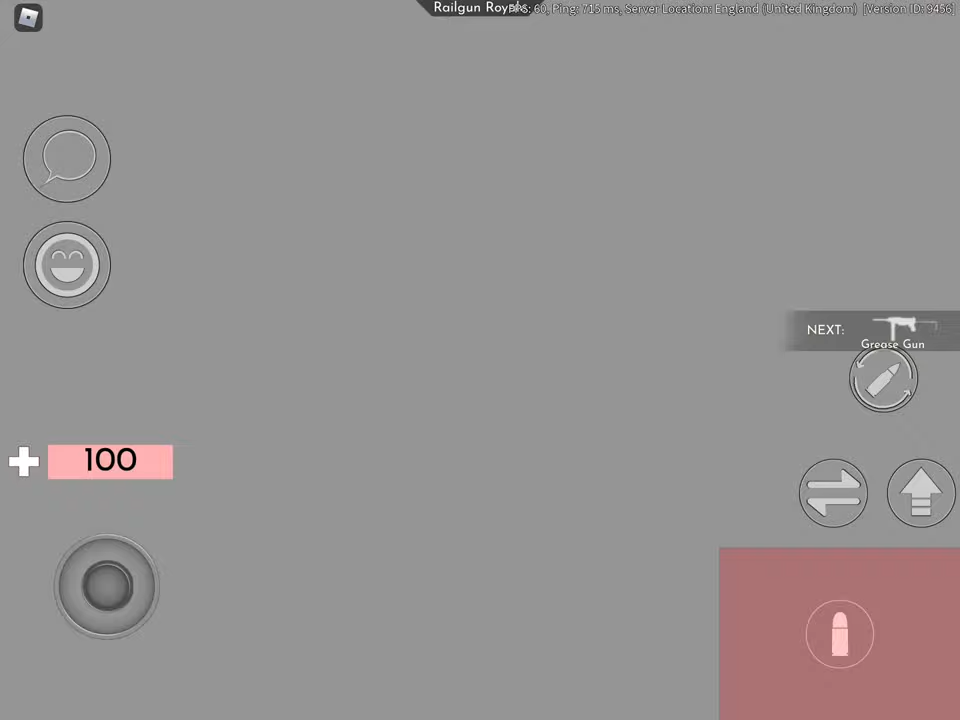 Railgun Royale
FPS: 60, Ping: 715 ms, Server Location: England (United Kingdom) [Version ID: 9456]
NEXT:
Grease Gun
100